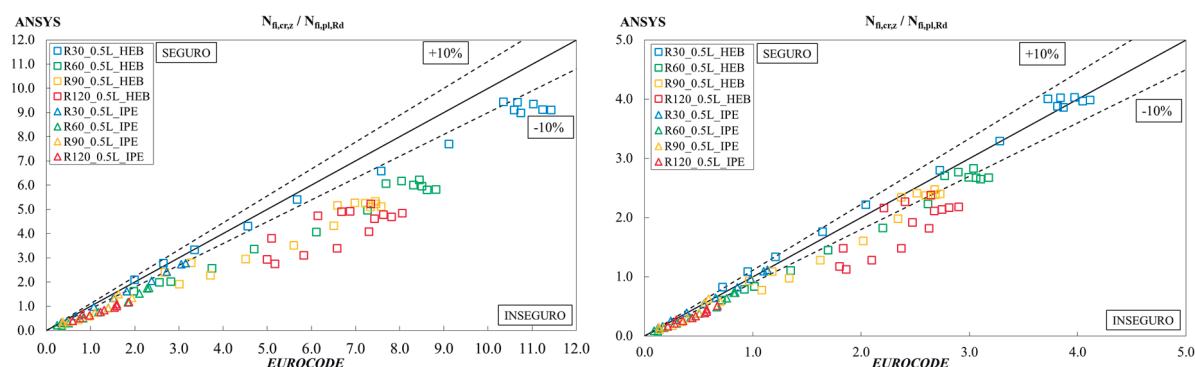 ANSYS
N_fi,cr,z / N_fi,pl,Rd
12.0
11.0
10.0
9.0
8.0
7.0
6.0
5.0
4.0
3.0
2.0
1.0
0.0
R30_0.5L_HEB
R60_0.5L_HEB
R90_0.5L_HEB
R120_0.5L_HEB
R30_0.5L_IPE
R60_0.5L_IPE
R90_0.5L_IPE
R120_0.5L_IPE
SEGURO
+10%
-10%
INSEGURO
0.0 1.0 2.0 3.0 4.0 5.0 6.0 7.0 8.0 9.0 10.0 11.0 12.0
EUROCODE
ANSYS
N_fi,cr,z / N_fi,pl,Rd
5.0
4.0
3.0
2.0
1.0
0.0
R30_0.5L_HEB
R60_0.5L_HEB
R90_0.5L_HEB
R120_0.5L_HEB
R30_0.5L_IPE
R60_0.5L_IPE
R90_0.5L_IPE
R120_0.5L_IPE
SEGURO
+10%
-10%
INSEGURO
0.0 1.0 2.0 3.0 4.0 5.0
EUROCODE